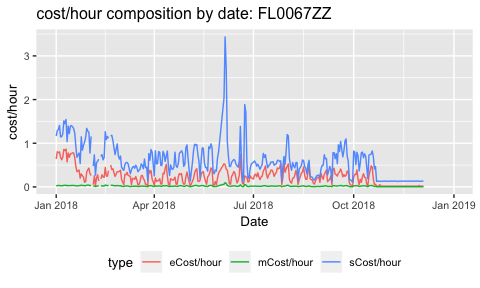 cost/hour composition by date: FL0067ZZ
3
2
1
0
cost/hour
Jan 2018 Apr 2018 Jul 2018 Oct 2018 Jan 2019
Date
type eCost/hour mCost/hour sCost/hour